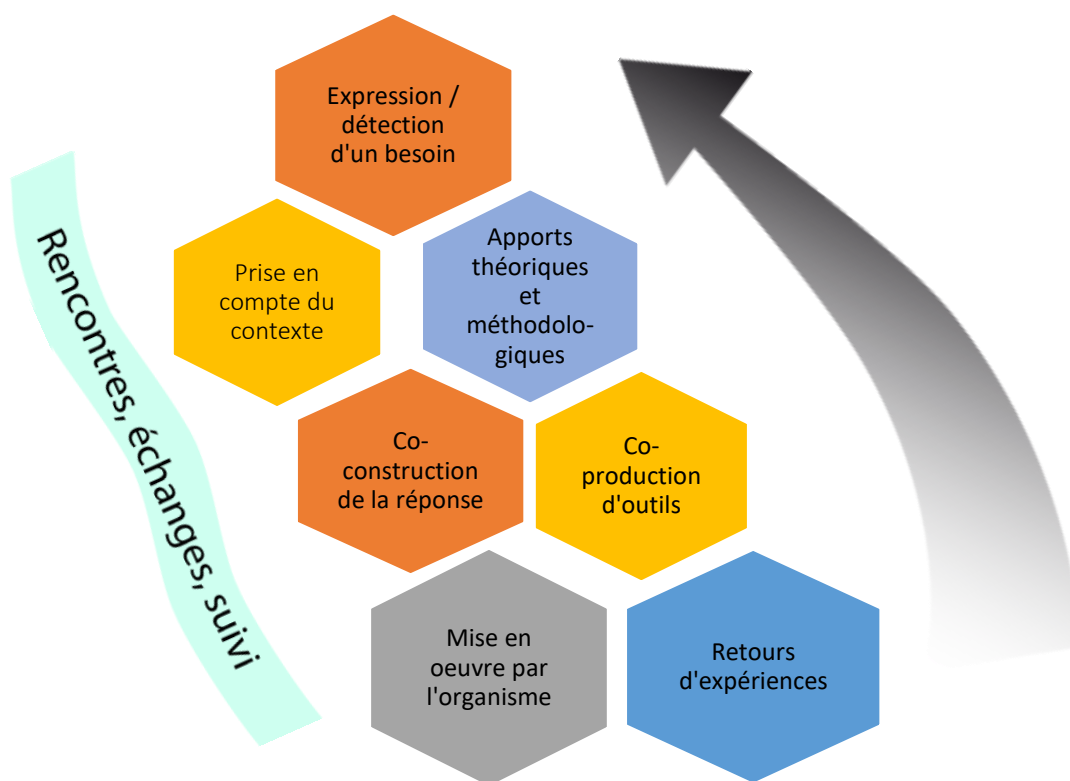 Expression /
détection
d'un besoin
Prise en
compte du
contexte
Apports
théoriques
et
méthodolo-
giques
Co-
construction
de la réponse
Co-
production
d'outils
Mise en
oeuvre par
l'organisme
Retours
d'expériences
Rencontres, échanges, suivi